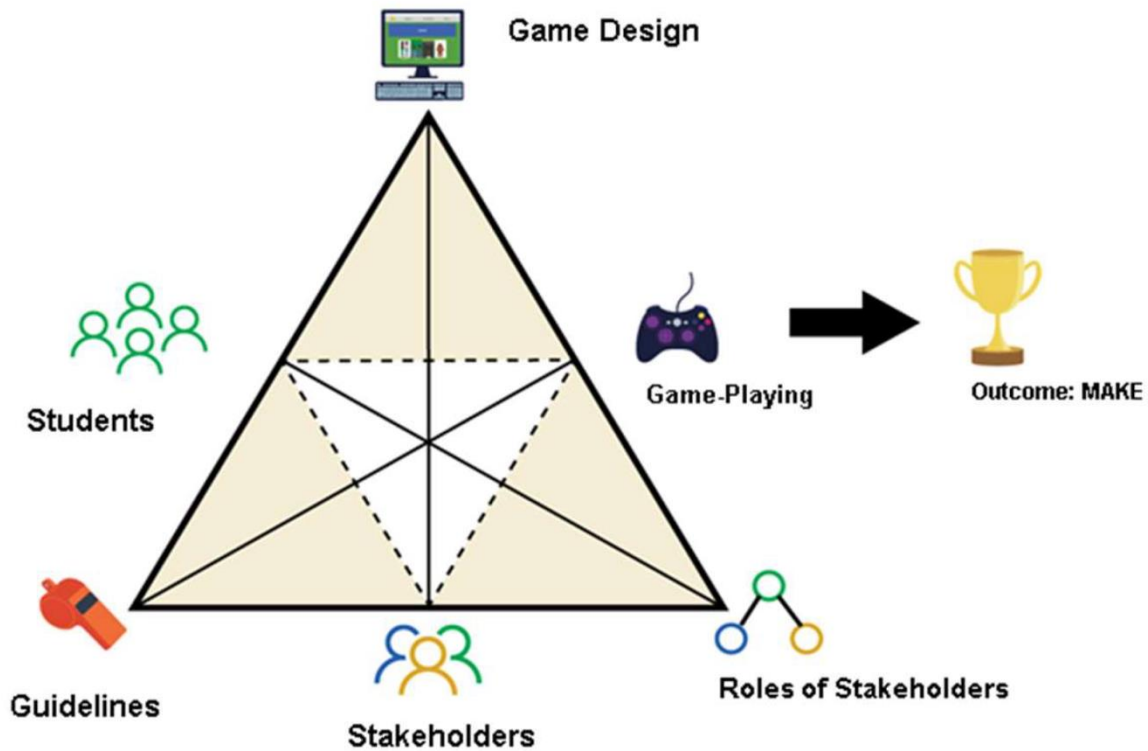 Game Design
Students
Game-Playing
Outcome: MAKE
Guidelines
Stakeholders
Roles of Stakeholders